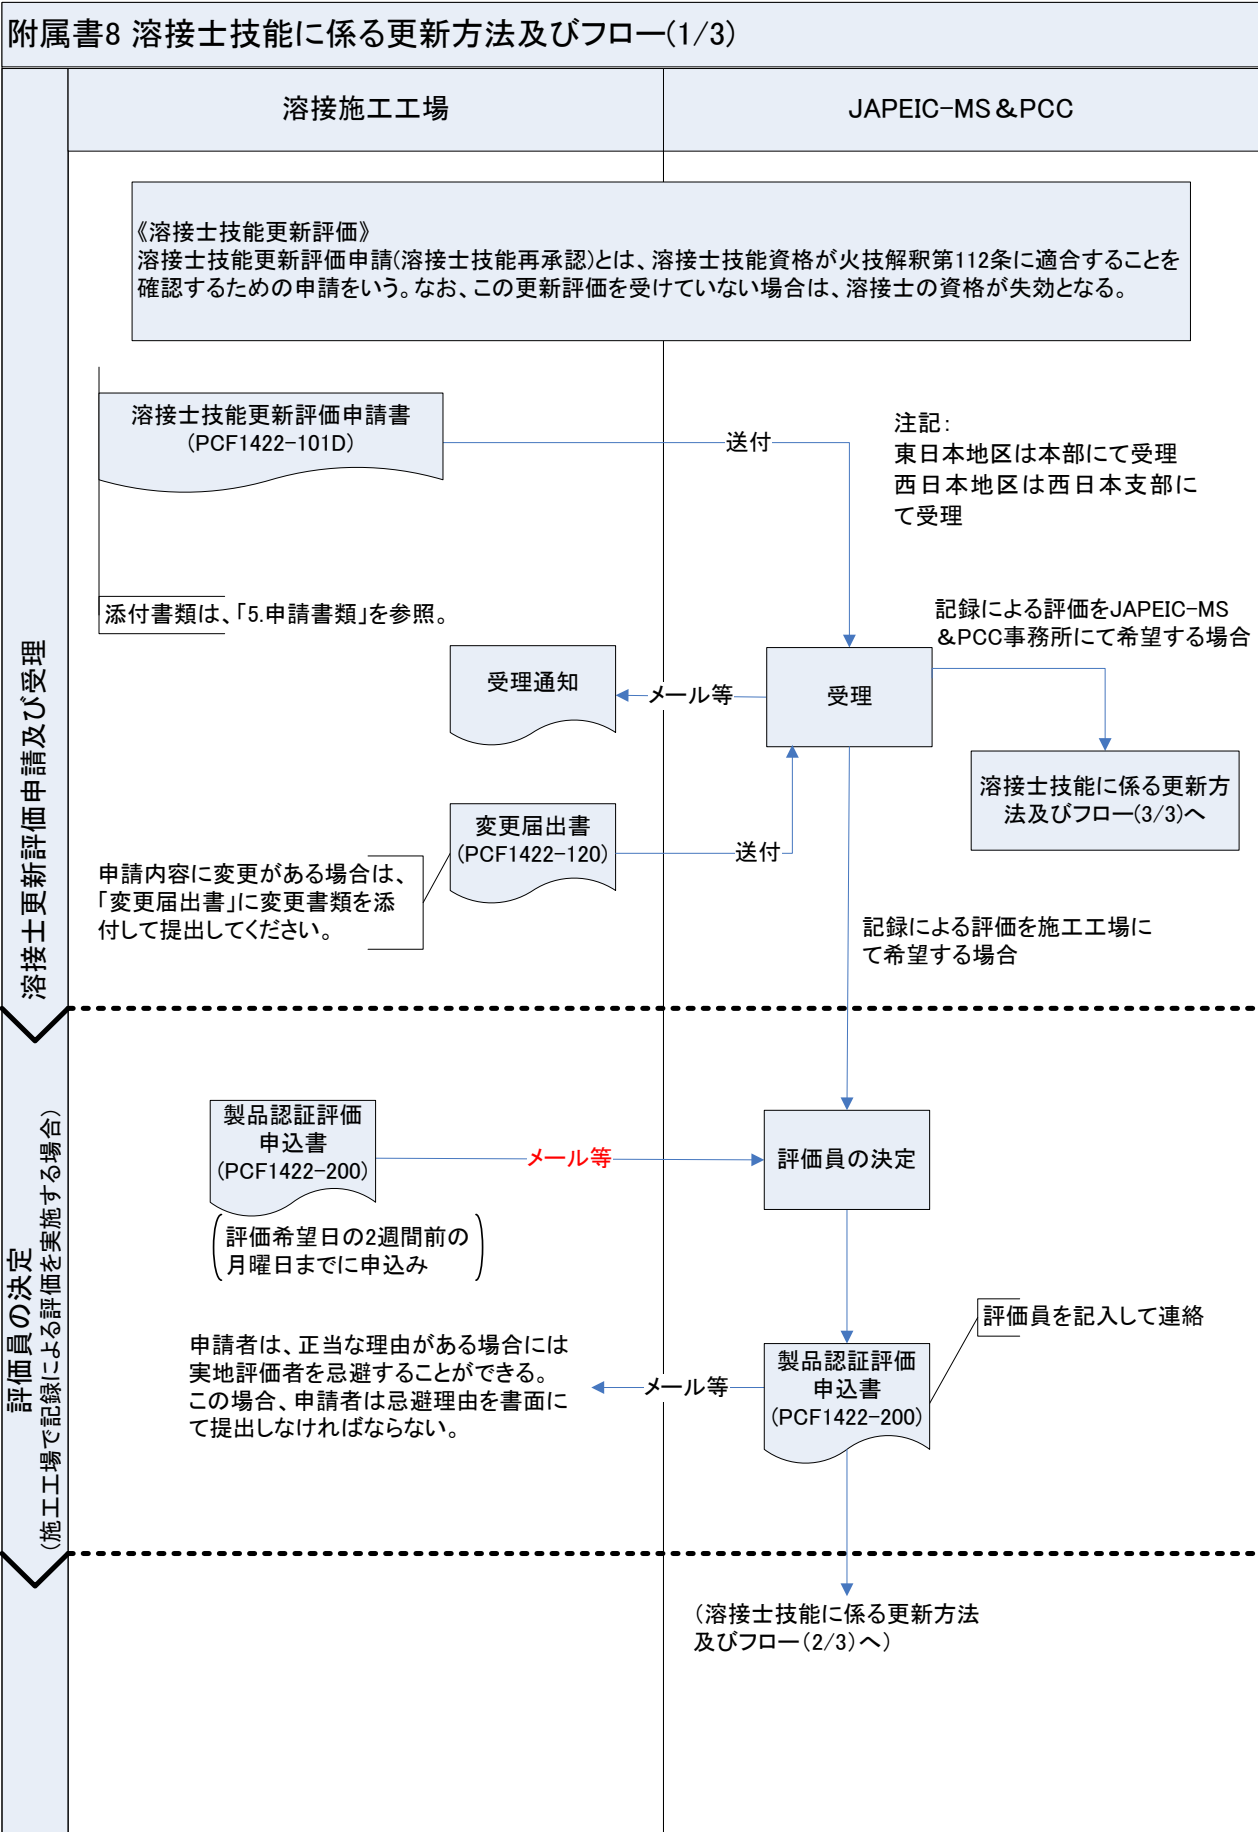 附属書8 溶接士技能に係る更新方法及びフロー(1/3)
溶接施工工場
JAPEIC-MS&PCC
《溶接士技能更新評価》
溶接士技能更新評価申請(溶接士技能再承認)とは、溶接士技能資格が火技解釈第112条に適合することを
確認するための申請をいう。なお、この更新評価を受けていない場合は、溶接士の資格が失効となる。
溶接士更新評価申請及び受理
溶接士技能更新評価申請書
(PCF1422-101D)
送付
注記:
東日本地区は本部にて受理
西日本地区は西日本支部に
て受理
添付書類は、「5.申請書類」を参照。
記録による評価をJAPEIC-MS
&PCC事務所にて希望する場合
受理通知
メール等
受理
溶接士技能に係る更新方
法及びフロー(3/3)へ
変更届出書
(PCF1422-120)
送付
申請内容に変更がある場合は、
「変更届出書」に変更書類を添
付して提出してください。
記録による評価を施工工場に
て希望する場合
評価員の決定
(施工工場で記録による評価を実施する場合)
製品認証評価
申込書
(PCF1422-200)
メール等
評価員の決定
評価希望日の2週間前の
月曜日までに申込み
評価員を記入して連絡
申請者は、正当な理由がある場合には
実地評価者を忌避することができる。
この場合、申請者は忌避理由を書面に
て提出しなければならない。
メール等
製品認証評価
申込書
(PCF1422-200)
(溶接士技能に係る更新方法
及びフロー(2/3)へ)